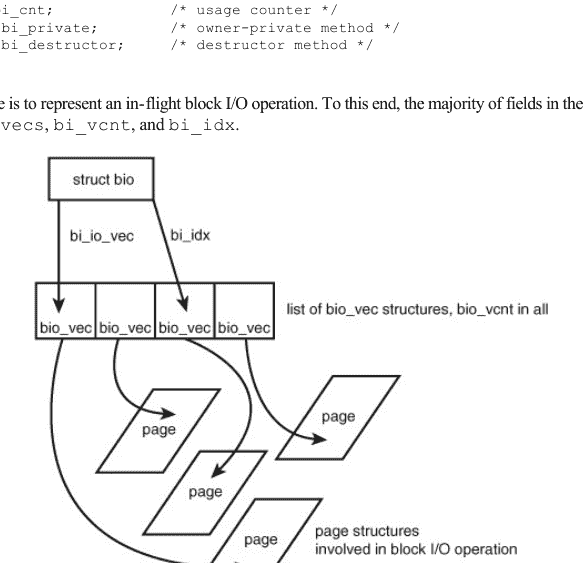 i_cnt; /* usage counter */
bi_private; /* owner-private method */
bi_destructor; /* destructor method */
e is to represent an in-flight block I/O operation. To this end, the majority of fields in the
vecs, bi_vcnt, and bi_idx.
struct bio
bi_io_vec
bi_idx
list of bio_vec structures, bio_vcnt in all
bio_vec bio_vec bio_vec bio_vec
page
page
page
page
page structures
involved in block I/O operation